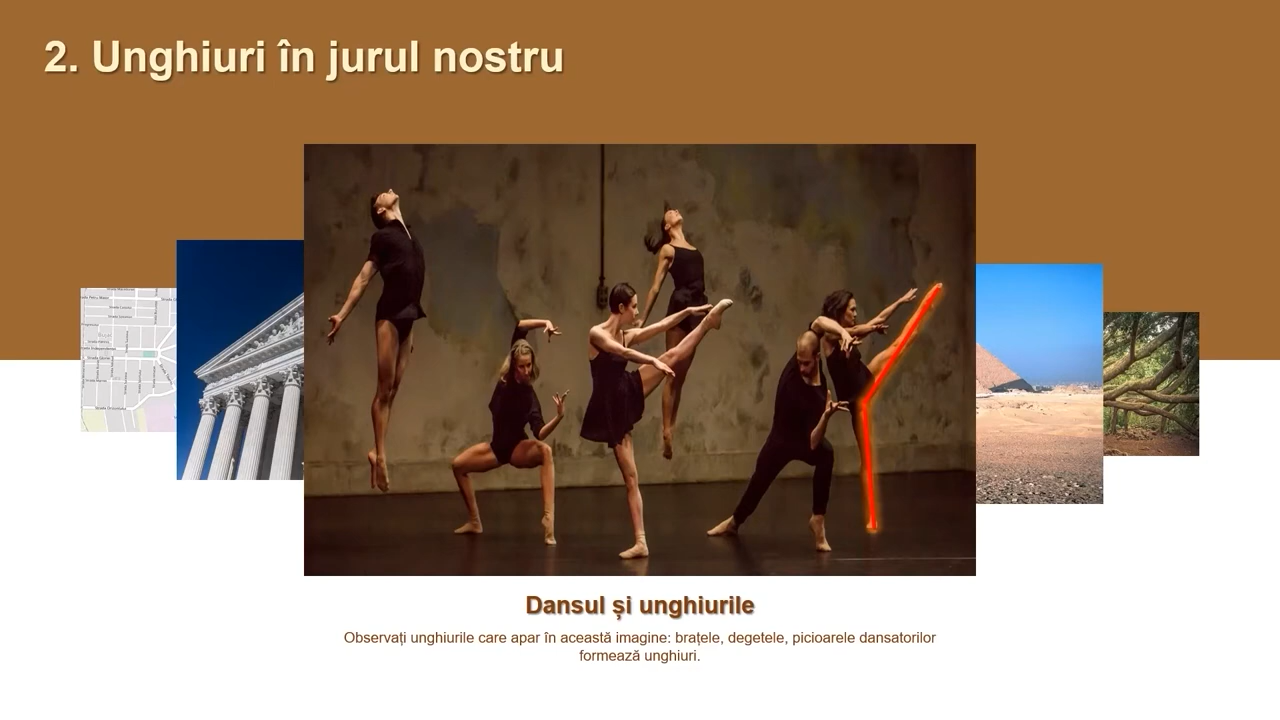 2. Unghiuri în jurul nostru
Dansul și unghiurile
Observați unghiurile care apar în această imagine: brațele, degetele, picioarele dansatorilor
formează unghiuri.